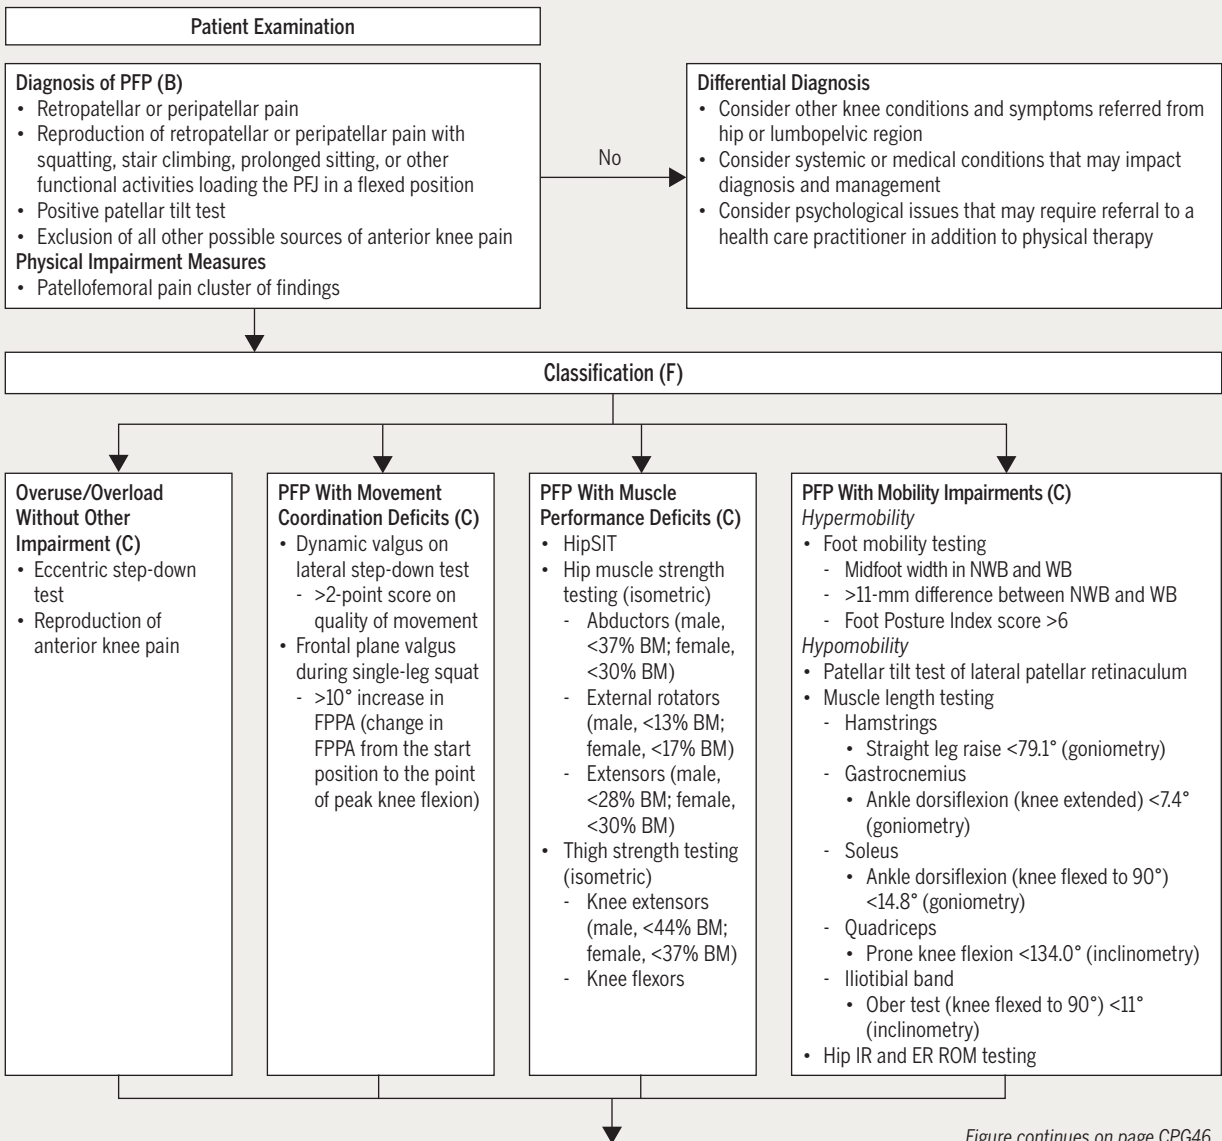 Patient Examination
Diagnosis of PFP (B)
• Retropatellar or peripatellar pain
• Reproduction of retropatellar or peripatellar pain with
squatting, stair climbing, prolonged sitting, or other
functional activities loading the PFJ in a flexed position
• Positive patellar tilt test
• Exclusion of all other possible sources of anterior knee pain
Physical Impairment Measures
• Patellofemoral pain cluster of findings
No
Differential Diagnosis
• Consider other knee conditions and symptoms referred from
hip or lumbopelvic region
• Consider systemic or medical conditions that may impact
diagnosis and management
• Consider psychological issues that may require referral to a
health care practitioner in addition to physical therapy
Classification (F)
Overuse/Overload
Without Other
Impairment (C)
• Eccentric step-down
test
• Reproduction of
anterior knee pain
PFP With Movement
Coordination Deficits (C)
• Dynamic valgus on
lateral step-down test
- >2-point score on
quality of movement
• Frontal plane valgus
during single-leg squat
- >10° increase in
FPPA (change in
FPPA from the start
position to the point
of peak knee flexion)
PFP With Muscle
Performance Deficits (C)
• HipSIT
• Hip muscle strength
testing (isometric)
- Abductors (male,
<37% BM; female,
<30% BM)
- External rotators
(male, <13% BM;
female, <17% BM)
- Extensors (male,
<28% BM; female,
<30% BM)
• Thigh strength testing
(isometric)
- Knee extensors
(male, <44% BM;
female, <37% BM)
- Knee flexors
PFP With Mobility Impairments (C)
Hypermobility
• Foot mobility testing
- Midfoot width in NWB and WB
- >11-mm difference between NWB and WB
- Foot Posture Index score >6
Hypomobility
• Patellar tilt test of lateral patellar retinaculum
• Muscle length testing
- Hamstrings
• Straight leg raise <79.1° (goniometry)
- Gastrocnemius
• Ankle dorsiflexion (knee extended) <7.4°
(goniometry)
- Soleus
• Ankle dorsiflexion (knee flexed to 90°)
<14.8° (goniometry)
- Quadriceps
• Prone knee flexion <134.0° (inclinometry)
- Iliotibial band
• Ober test (knee flexed to 90°) <11°
(inclinometry)
• Hip IR and ER ROM testing
Figure continues on page CPG46.